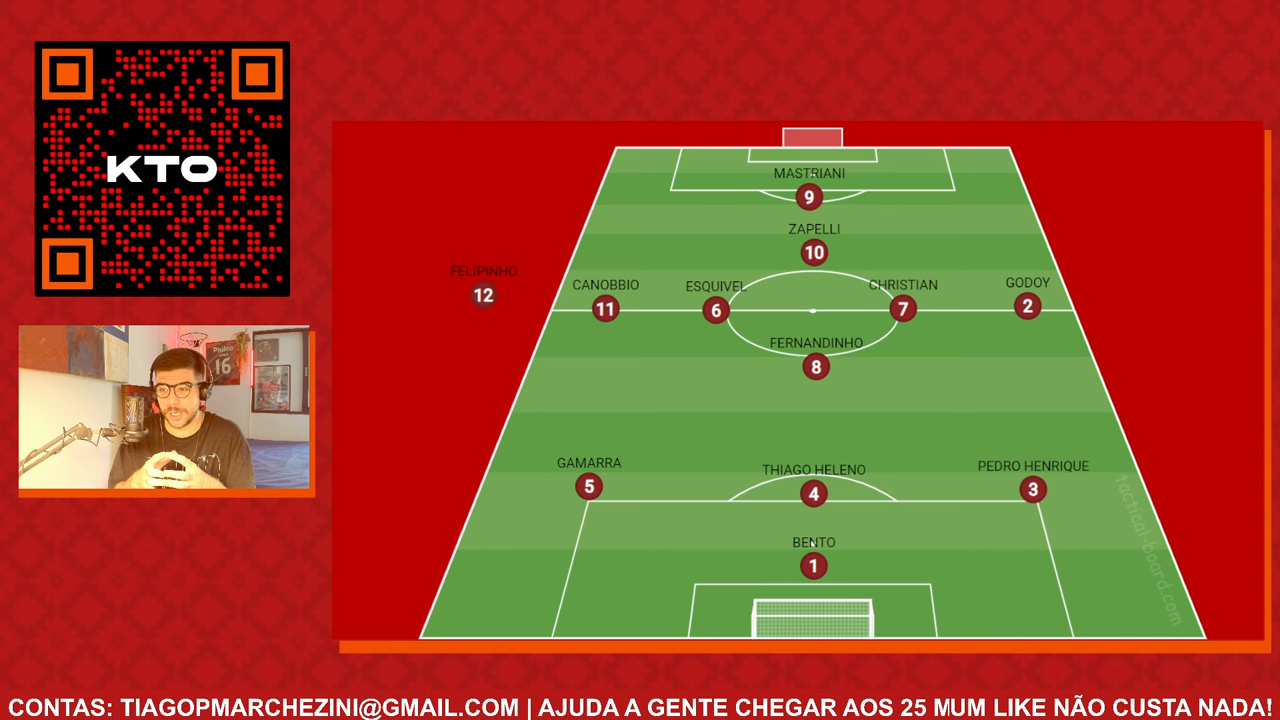 KTO
MASTRIANI
9
ZAPELLI
10
FELIPINHO
12
CANOBBIO
11
ESQUIVEL
6
CHRISTIAN
7
GODOY
2
FERNANDINHO
8
GAMARRA
5
THIAGO HELENO
4
PEDRO HENRIQUE
3
BENTO
1
tactical-board.com
Philco
16
CONTAS: TIAGOPMARCHEZINI@GMAIL.COM | AJUDA A GENTE CHEGAR AOS 25 MUM LIKE NÃO CUSTA NADA!